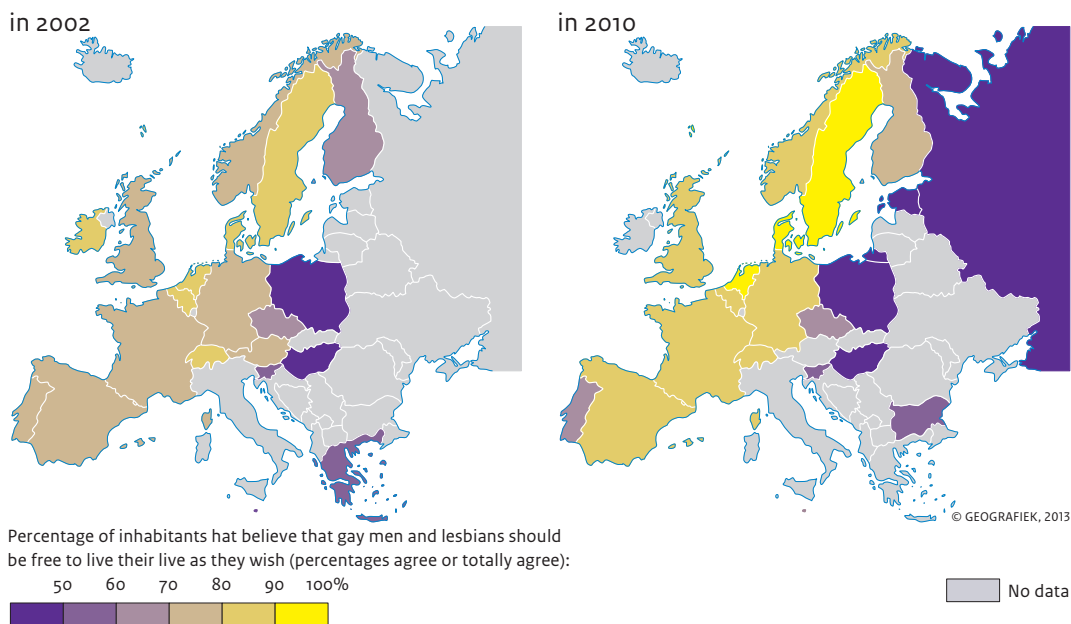 in 2002
in 2010
© GEOGRAFIEK, 2013
Percentage of inhabitants hat believe that gay men and lesbians should
be free to live their live as they wish (percentages agree or totally agree):
50 60 70 80 90 100%
No data